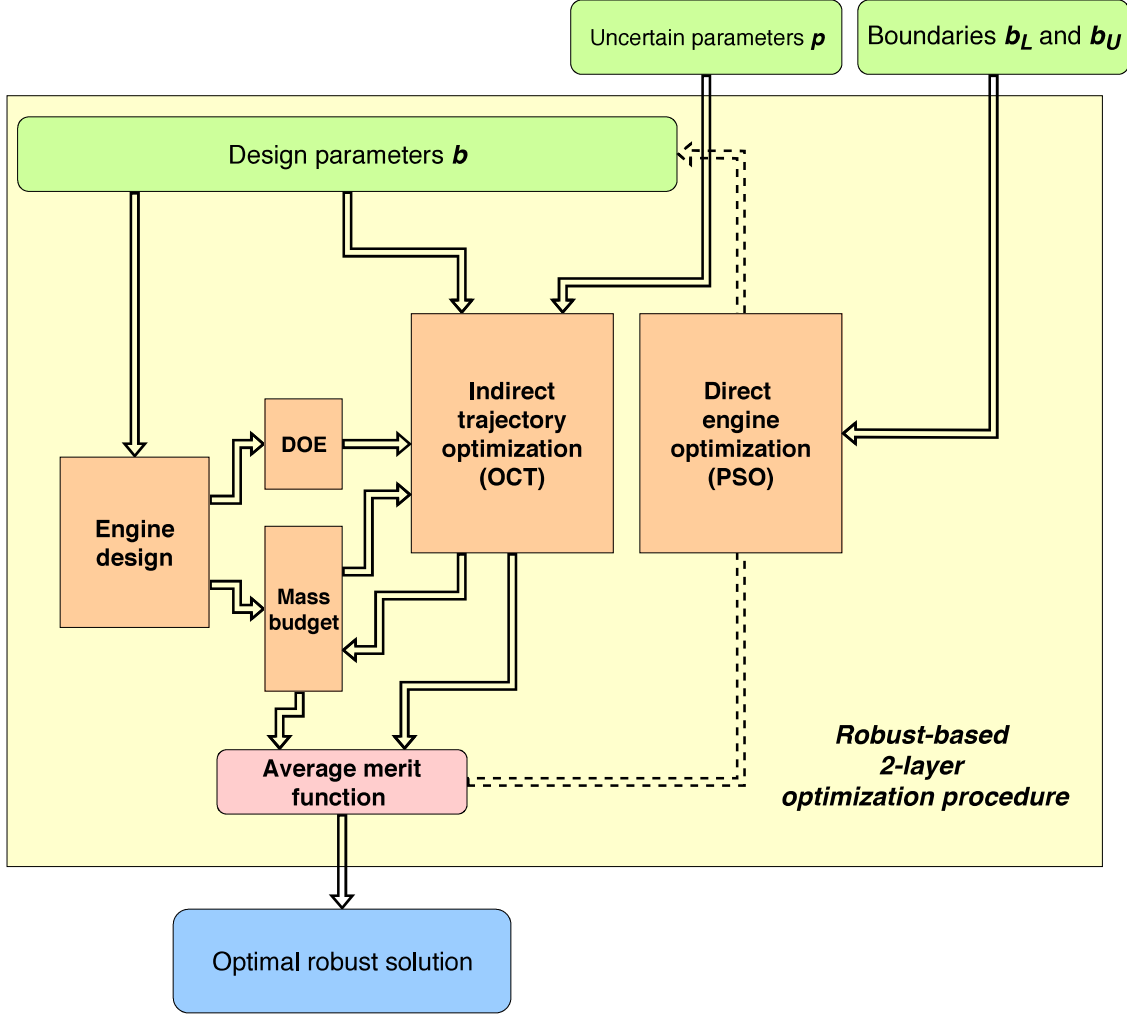 Uncertain parameters p
Boundaries bL and bU
Design parameters b
Indirect
trajectory
optimization
(OCT)
Direct
engine
optimization
(PSO)
DOE
Engine
design
Mass
budget
Average merit
function
Robust-based
2-layer
optimization procedure
Optimal robust solution